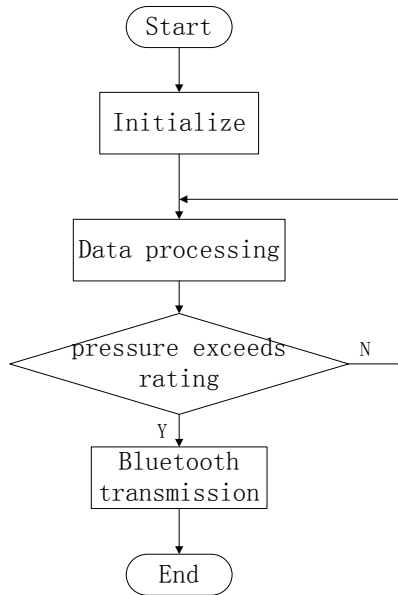 Start
Initialize
Data processing
pressure exceeds
rating
N
Y
Bluetooth
transmission
End